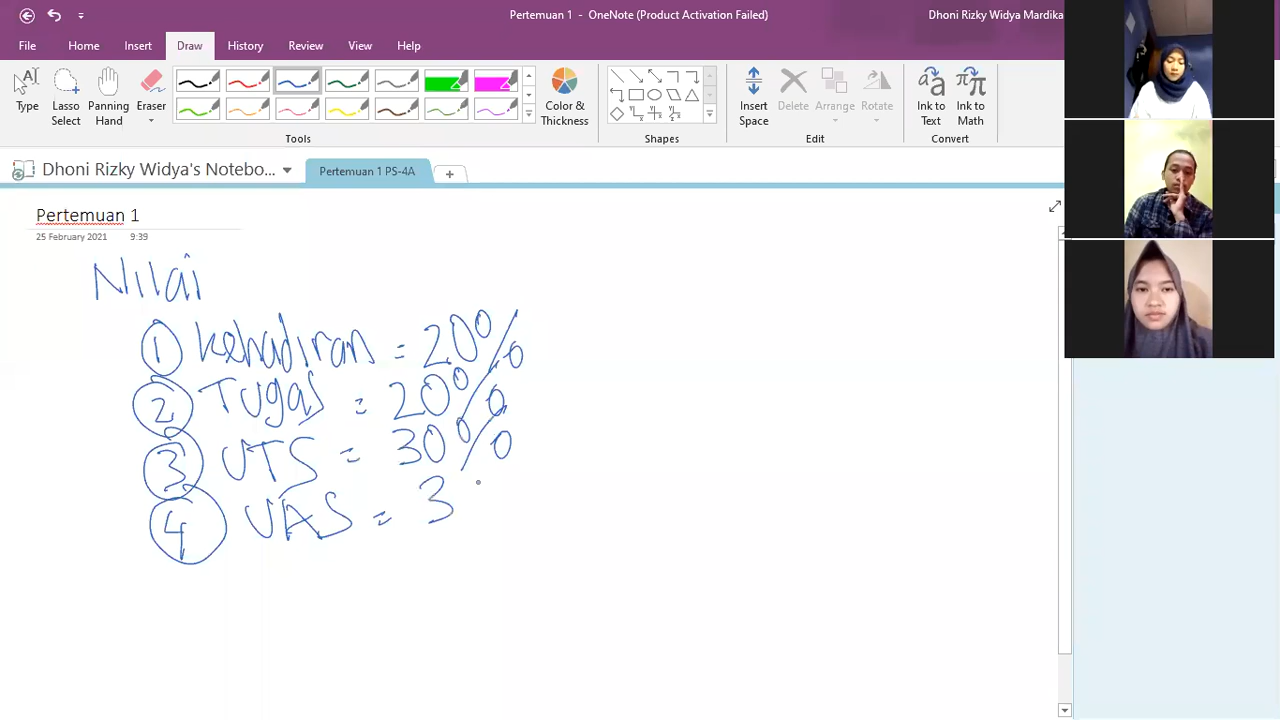 Pertemuan 1 - OneNote (Product Activation Failed)
Dhoni Rizky Widya Mardika
File Home Insert Draw History Review View Help
Type
Lasso Select
Panning Hand
Eraser
Color & Thickness
Insert Space
Delete
Arrange
Rotate
Ink to Text
Ink to Math
Tools
Shapes
Edit
Convert
Dhoni Rizky Widya's Notebo...
Pertemuan 1 PS-4A
Pertemuan 1
25 February 2021 9:39
Nilai
1 Kehadiran = 20%
2 Tugas = 20%
3 UTS = 30%
4 UAS = 3